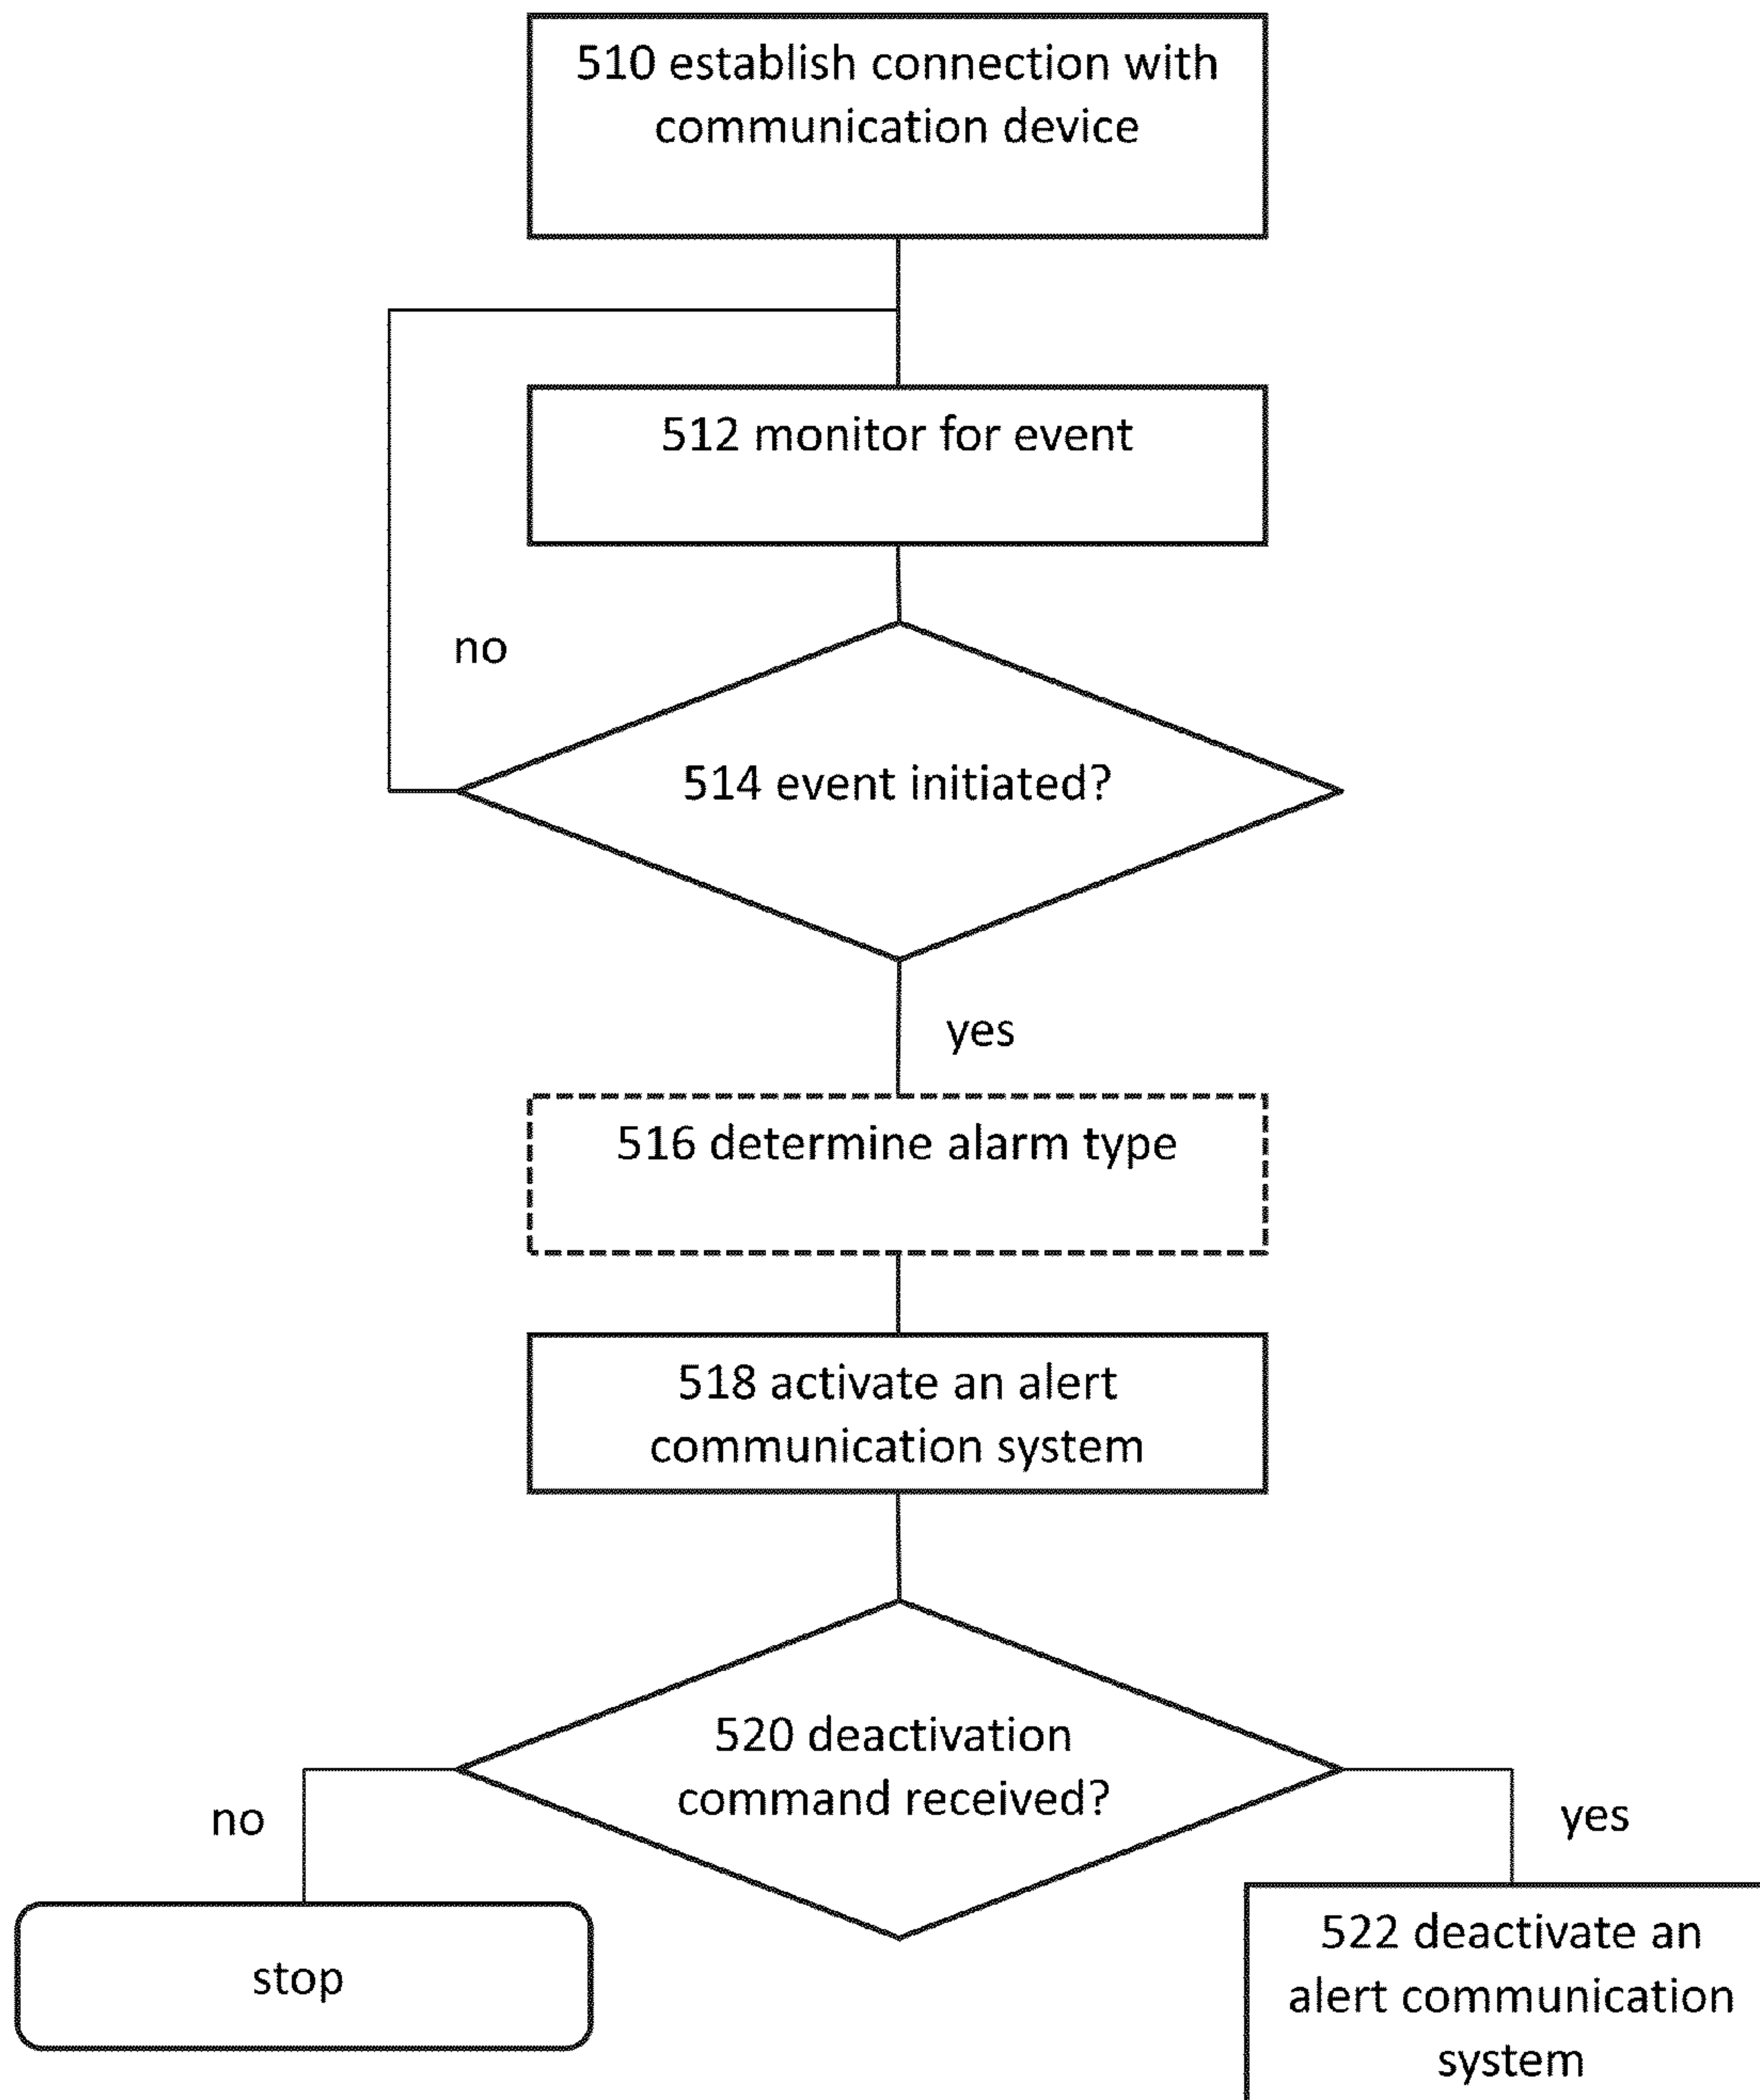 510 establish connection with
communication device
512 monitor for event
no
514 event initiated?
yes
516 determine alarm type
518 activate an alert
communication system
520 deactivation
command received?
no
yes
stop
522 deactivate an
alert communication
system